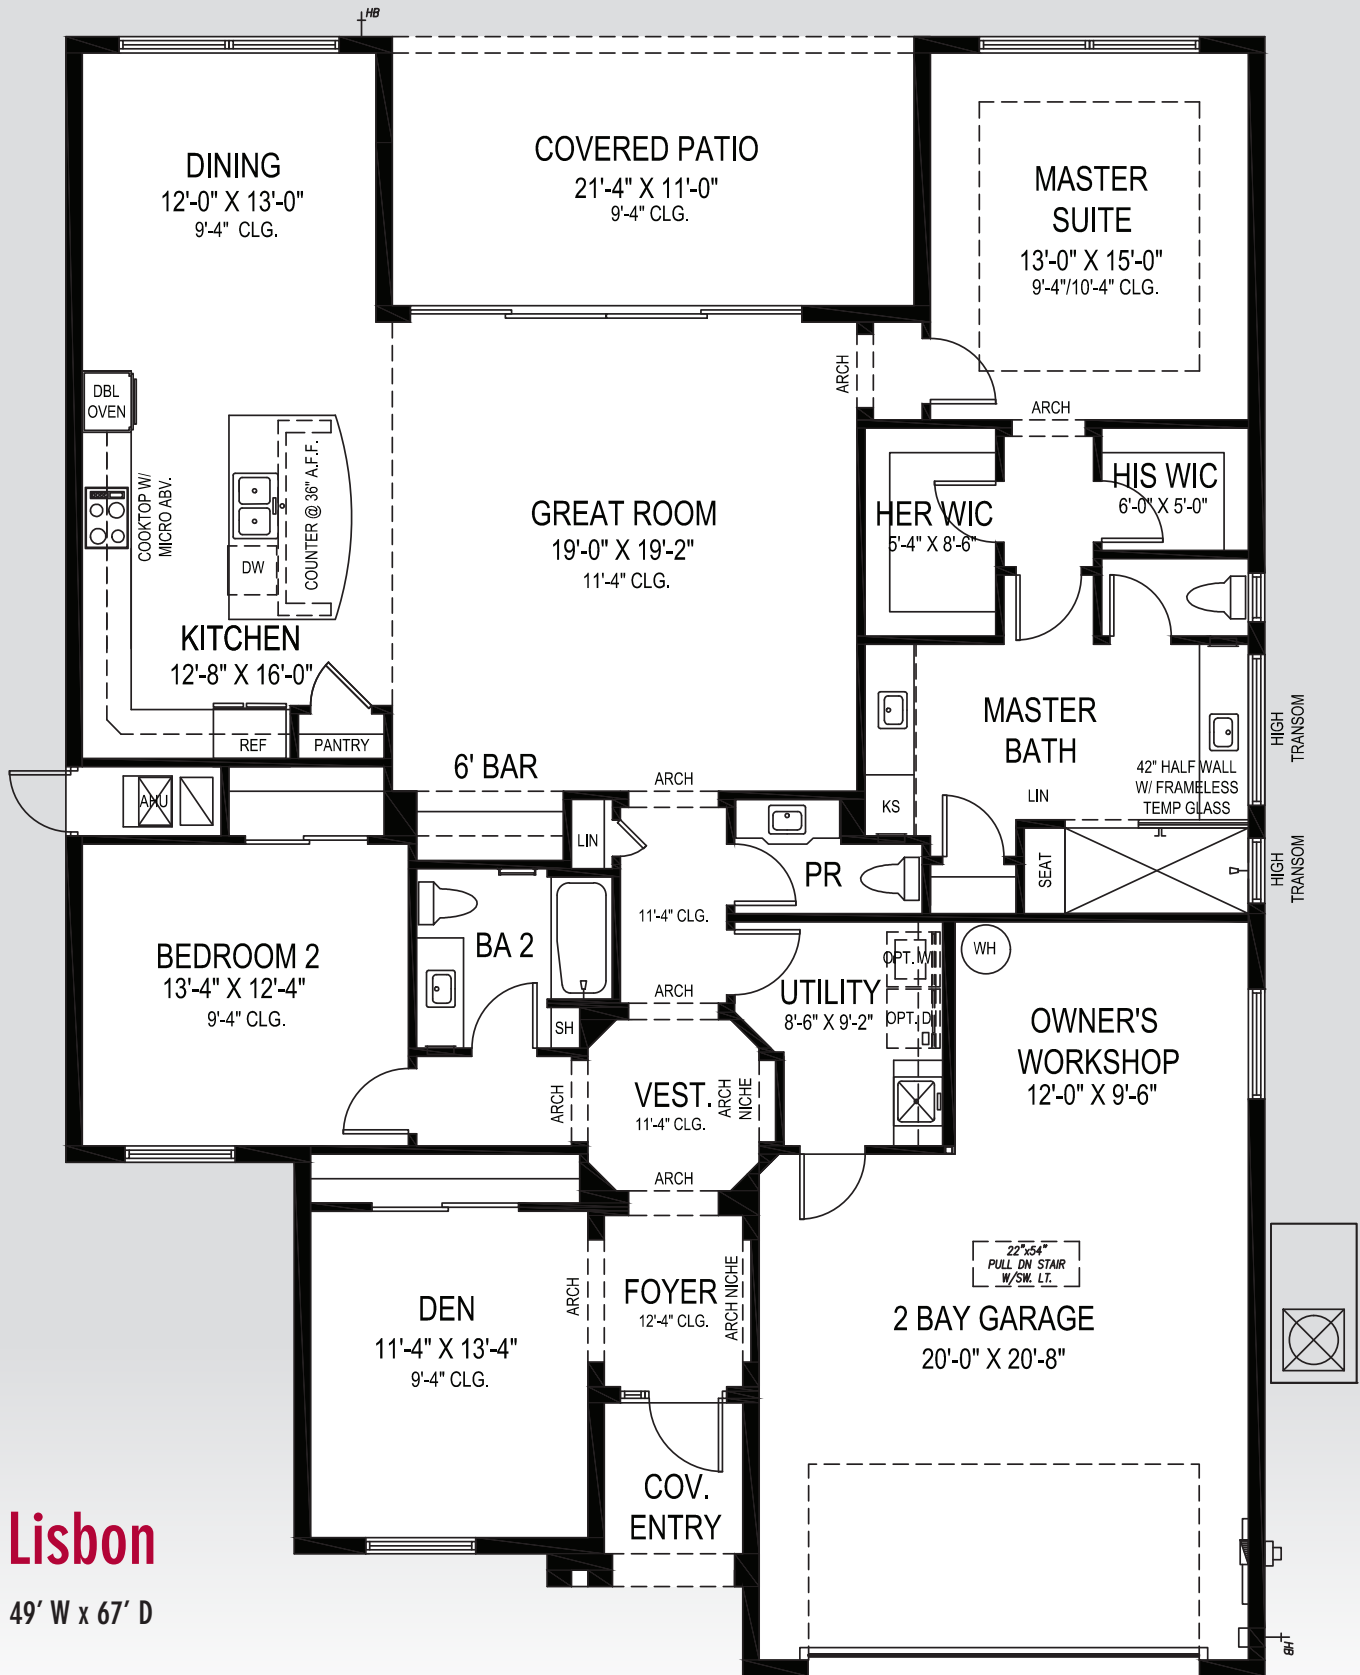 HB
DINING
12'-0" X 13'-0"
9'-4" CLG.
COVERED PATIO
21'-4" X 11'-0"
9'-4" CLG.
MASTER
SUITE
13'-0" X 15'-0"
9'-4"/10'-4" CLG.
ARCH
ARCH
DBL
OVEN
COOKTOP W/
MICRO ABV.
COUNTER @ 36" A.F.F.
DW
KITCHEN
12'-8" X 16'-0"
REF
PANTRY
GREAT ROOM
19'-0" X 19'-2"
11'-4" CLG.
HER WIC
5'-4" X 8'-6"
HIS WIC
6'-0" X 5'-0"
MASTER
BATH
42" HALF WALL
W/ FRAMELESS
TEMP GLASS
LIN
KS
SEAT
HIGH
TRANSOM
HIGH
TRANSOM
6' BAR
ARCH
AHU
LIN
PR
11'-4" CLG.
BEDROOM 2
13'-4" X 12'-4"
9'-4" CLG.
BA 2
SH
ARCH
UTILITY
8'-6" X 9'-2"
OPT. W
OPT. D
WH
OWNER'S
WORKSHOP
12'-0" X 9'-6"
ARCH
VEST.
11'-4" CLG.
ARCH
NICHE
ARCH
DEN
11'-4" X 13'-4"
9'-4" CLG.
ARCH
FOYER
12'-4" CLG.
ARCH NICHE
22"x54"
PULL DN STAIR
W/SW. LT.
2 BAY GARAGE
20'-0" X 20'-8"
COV.
ENTRY
HB
Lisbon
49' W x 67' D